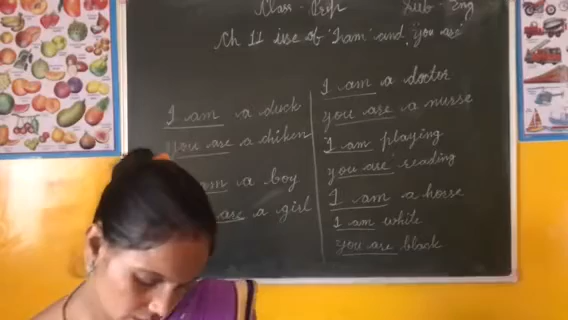 Class - Prep
Sub - Eng
Ch 11 use of "I am" and, "you are"
I am a duck
You are a chiken
am a boy
are a girl
I am a doctor
you are a nurse
I am playing
you are reading
I am a horse
I am white
you are black